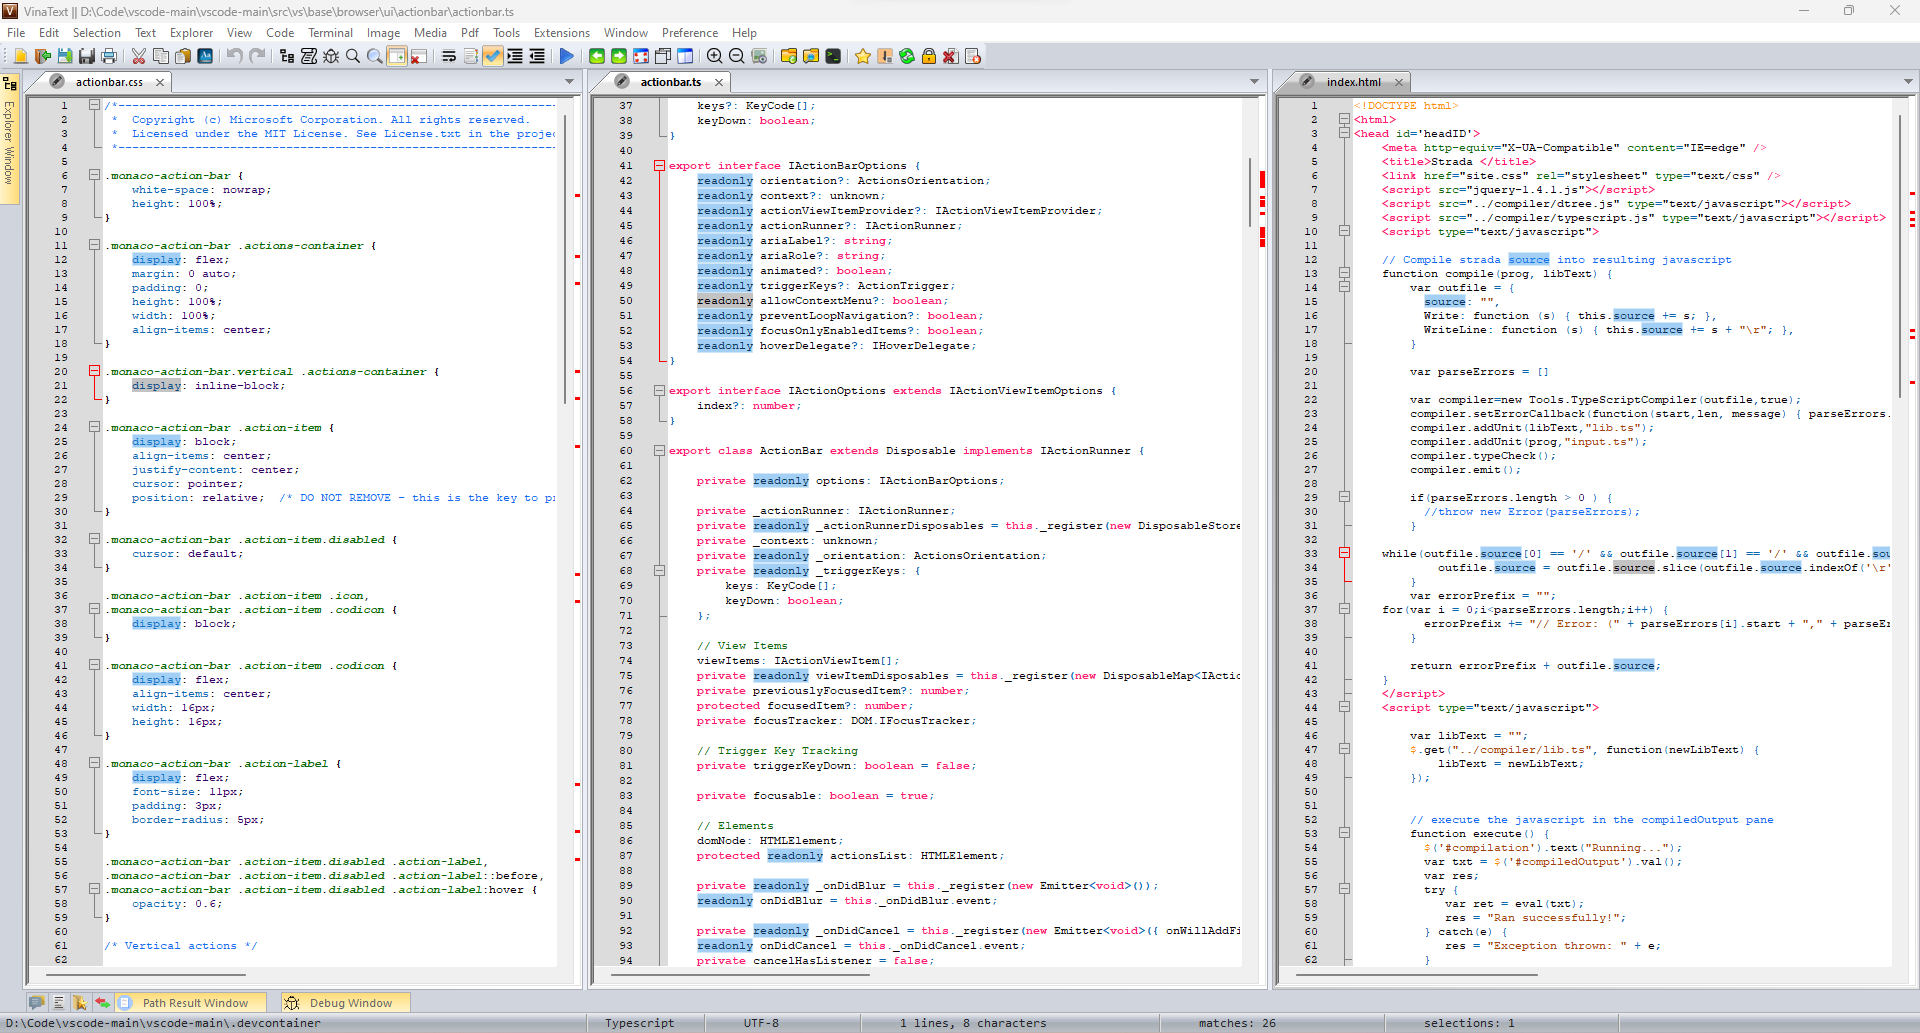 VinaText || D:\Code\vscode-main\vscode-main\src\vs\base\browser\ui\actionbar\actionbar.ts
File Edit Selection Text Explorer View Code Terminal Image Media Pdf Tools Extensions Window Preference Help
Explorer Window
actionbar.css
1 /*----------------------------------------------------------------
2  *  Copyright (c) Microsoft Corporation. All rights reserved.
3  *  Licensed under the MIT License. See License.txt in the projec
4  *----------------------------------------------------------------
5
6 .monaco-action-bar {
7     white-space: nowrap;
8     height: 100%;
9 }
10
11 .monaco-action-bar .actions-container {
12     display: flex;
13     margin: 0 auto;
14     padding: 0;
15     height: 100%;
16     width: 100%;
17     align-items: center;
18 }
19
20 .monaco-action-bar.vertical .actions-container {
21     display: inline-block;
22 }
23
24 .monaco-action-bar .action-item {
25     display: block;
26     align-items: center;
27     justify-content: center;
28     cursor: pointer;
29     position: relative;  /* DO NOT REMOVE - this is the key to pr
30 }
31
32 .monaco-action-bar .action-item.disabled {
33     cursor: default;
34 }
35
36 .monaco-action-bar .action-item .icon,
37 .monaco-action-bar .action-item .codicon {
38     display: block;
39 }
40
41 .monaco-action-bar .action-item .codicon {
42     display: flex;
43     align-items: center;
44     width: 16px;
45     height: 16px;
46 }
47
48 .monaco-action-bar .action-label {
49     display: flex;
50     font-size: 11px;
51     padding: 3px;
52     border-radius: 5px;
53 }
54
55 .monaco-action-bar .action-item.disabled .action-label,
56 .monaco-action-bar .action-item.disabled .action-label::before,
57 .monaco-action-bar .action-item.disabled .action-label:hover {
58     opacity: 0.6;
59 }
60
61 /* Vertical actions */
62
actionbar.ts
37     keys?: KeyCode[];
38     keyDown: boolean;
39 }
40
41 export interface IActionBarOptions {
42     readonly orientation?: ActionsOrientation;
43     readonly context?: unknown;
44     readonly actionViewItemProvider?: IActionViewItemProvider;
45     readonly actionRunner?: IActionRunner;
46     readonly ariaLabel?: string;
47     readonly ariaRole?: string;
48     readonly animated?: boolean;
49     readonly triggerKeys?: ActionTrigger;
50     readonly allowContextMenu?: boolean;
51     readonly preventLoopNavigation?: boolean;
52     readonly focusOnlyEnabledItems?: boolean;
53     readonly hoverDelegate?: IHoverDelegate;
54 }
55
56 export interface IActionOptions extends IActionViewItemOptions {
57     index?: number;
58 }
59
60 export class ActionBar extends Disposable implements IActionRunner {
61
62     private readonly options: IActionBarOptions;
63
64     private _actionRunner: IActionRunner;
65     private readonly _actionRunnerDisposables = this._register(new DisposableStore
66     private _context: unknown;
67     private readonly _orientation: ActionsOrientation;
68     private readonly _triggerKeys: {
69         keys: KeyCode[];
70         keyDown: boolean;
71     };
72
73     // View Items
74     viewItems: IActionViewItem[];
75     private readonly viewItemDisposables = this._register(new DisposableMap<IActic
76     private previouslyFocusedItem?: number;
77     protected focusedItem?: number;
78     private focusTracker: DOM.IFocusTracker;
79
80     // Trigger Key Tracking
81     private triggerKeyDown: boolean = false;
82
83     private focusable: boolean = true;
84
85     // Elements
86     domNode: HTMLElement;
87     protected readonly actionsList: HTMLElement;
88
89     private readonly _onDidBlur = this._register(new Emitter<void>());
90     readonly onDidBlur = this._onDidBlur.event;
91
92     private readonly _onDidCancel = this._register(new Emitter<void>({ onWillAddFi
93     readonly onDidCancel = this._onDidCancel.event;
94     private cancelHasListener = false;
index.html
1 <!DOCTYPE html>
2 <html>
3 <head id='headID'>
4     <meta http-equiv="X-UA-Compatible" content="IE=edge" />
5     <title>Strada </title>
6     <link href="site.css" rel="stylesheet" type="text/css" />
7     <script src="jquery-1.4.1.js"></script>
8     <script src="../compiler/dtree.js" type="text/javascript"></script>
9     <script src="../compiler/typescript.js" type="text/javascript"></script>
10     <script type="text/javascript">
11
12     // Compile strada source into resulting javascript
13     function compile(prog, libText) {
14         var outfile = {
15           source: "",
16           Write: function (s) { this.source += s; },
17           WriteLine: function (s) { this.source += s + "\r"; },
18         }
19
20         var parseErrors = []
21
22         var compiler=new Tools.TypeScriptCompiler(outfile,true);
23         compiler.setErrorCallback(function(start,len, message) { parseErrors.
24         compiler.addUnit(libText,"lib.ts");
25         compiler.addUnit(prog,"input.ts");
26         compiler.typeCheck();
27         compiler.emit();
28
29         if(parseErrors.length > 0 ) {
30           //throw new Error(parseErrors);
31         }
32
33     while(outfile.source[0] == '/' && outfile.source[1] == '/' && outfile.sou
34             outfile.source = outfile.source.slice(outfile.source.indexOf('\r'
35         }
36         var errorPrefix = "";
37     for(var i = 0;i<parseErrors.length;i++) {
38           errorPrefix += "// Error: (" + parseErrors[i].start + "," + parseEr
39         }
40
41         return errorPrefix + outfile.source;
42     }
43     </script>
44     <script type="text/javascript">
45
46         var libText = "";
47         $.get("../compiler/lib.ts", function(newLibText) {
48             libText = newLibText;
49         });
50
51
52         // execute the javascript in the compiledOutput pane
53         function execute() {
54           $('#compilation').text("Running...");
55           var txt = $('#compiledOutput').val();
56           var res;
57           try {
58              var ret = eval(txt);
59              res = "Ran successfully!";
60           } catch(e) {
61              res = "Exception thrown: " + e;
62           }
Path Result Window
Debug Window
D:\Code\vscode-main\vscode-main\.devcontainer
Typescript
UTF-8
1 lines, 8 characters
matches: 26
selections: 1